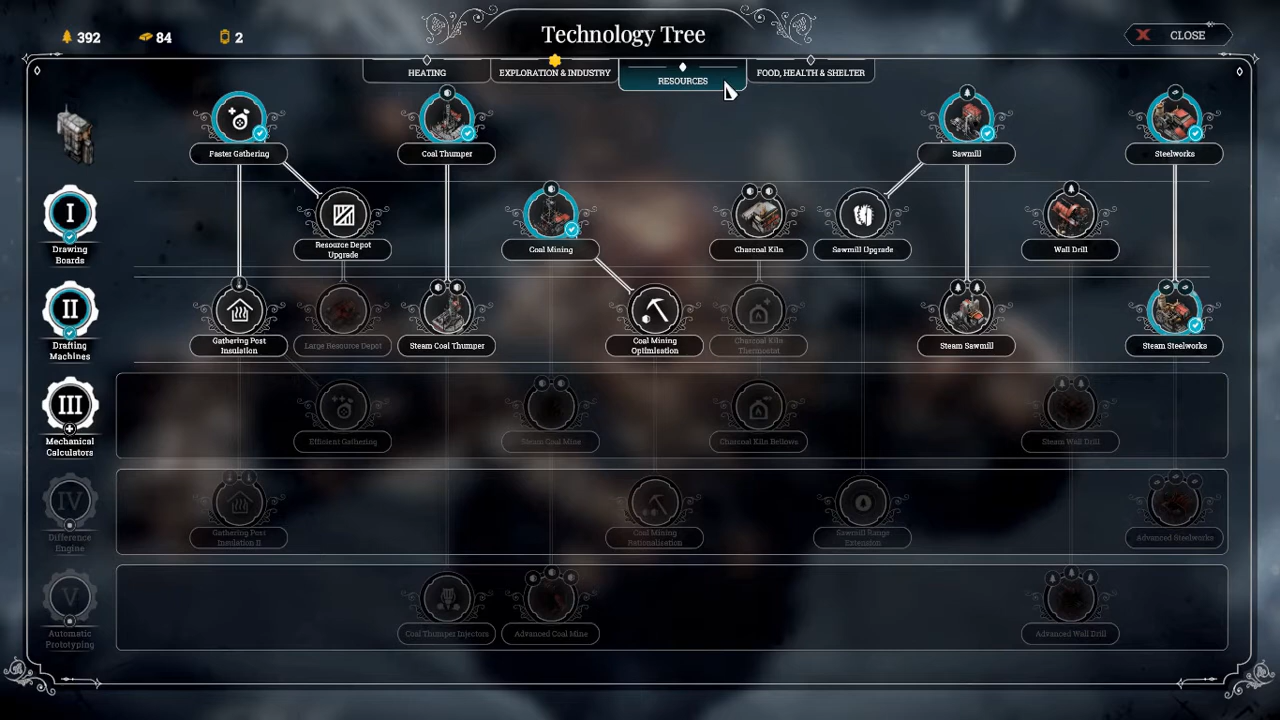 392 84 2
Technology Tree
CLOSE
HEATING
EXPLORATION & INDUSTRY
RESOURCES
FOOD, HEALTH & SHELTER
Faster Gathering
Coal Thumper
Sawmill
Steelworks
I
Drawing
Boards
Resource Depot
Upgrade
Coal Mining
Charcoal Kiln
Sawmill Upgrade
Wall Drill
II
Drafting
Machines
Gathering Post
Insulation
Large Resource Depot
Steam Coal Thumper
Coal Mining
Optimisation
Charcoal Kiln
Thermostat
Steam Sawmill
Steam Steelworks
III
Mechanical
Calculators
Efficient Gathering
Steam Coal Mine
Charcoal Kiln Bellows
Steam Wall Drill
IV
Difference
Engine
Gathering Post
Insulation II
Coal Mining
Rationalisation
Sawmill Range
Extension
Advanced Steelworks
V
Automatic
Prototyping
Coal Thumper Injectors
Advanced Coal Mine
Advanced Wall Drill